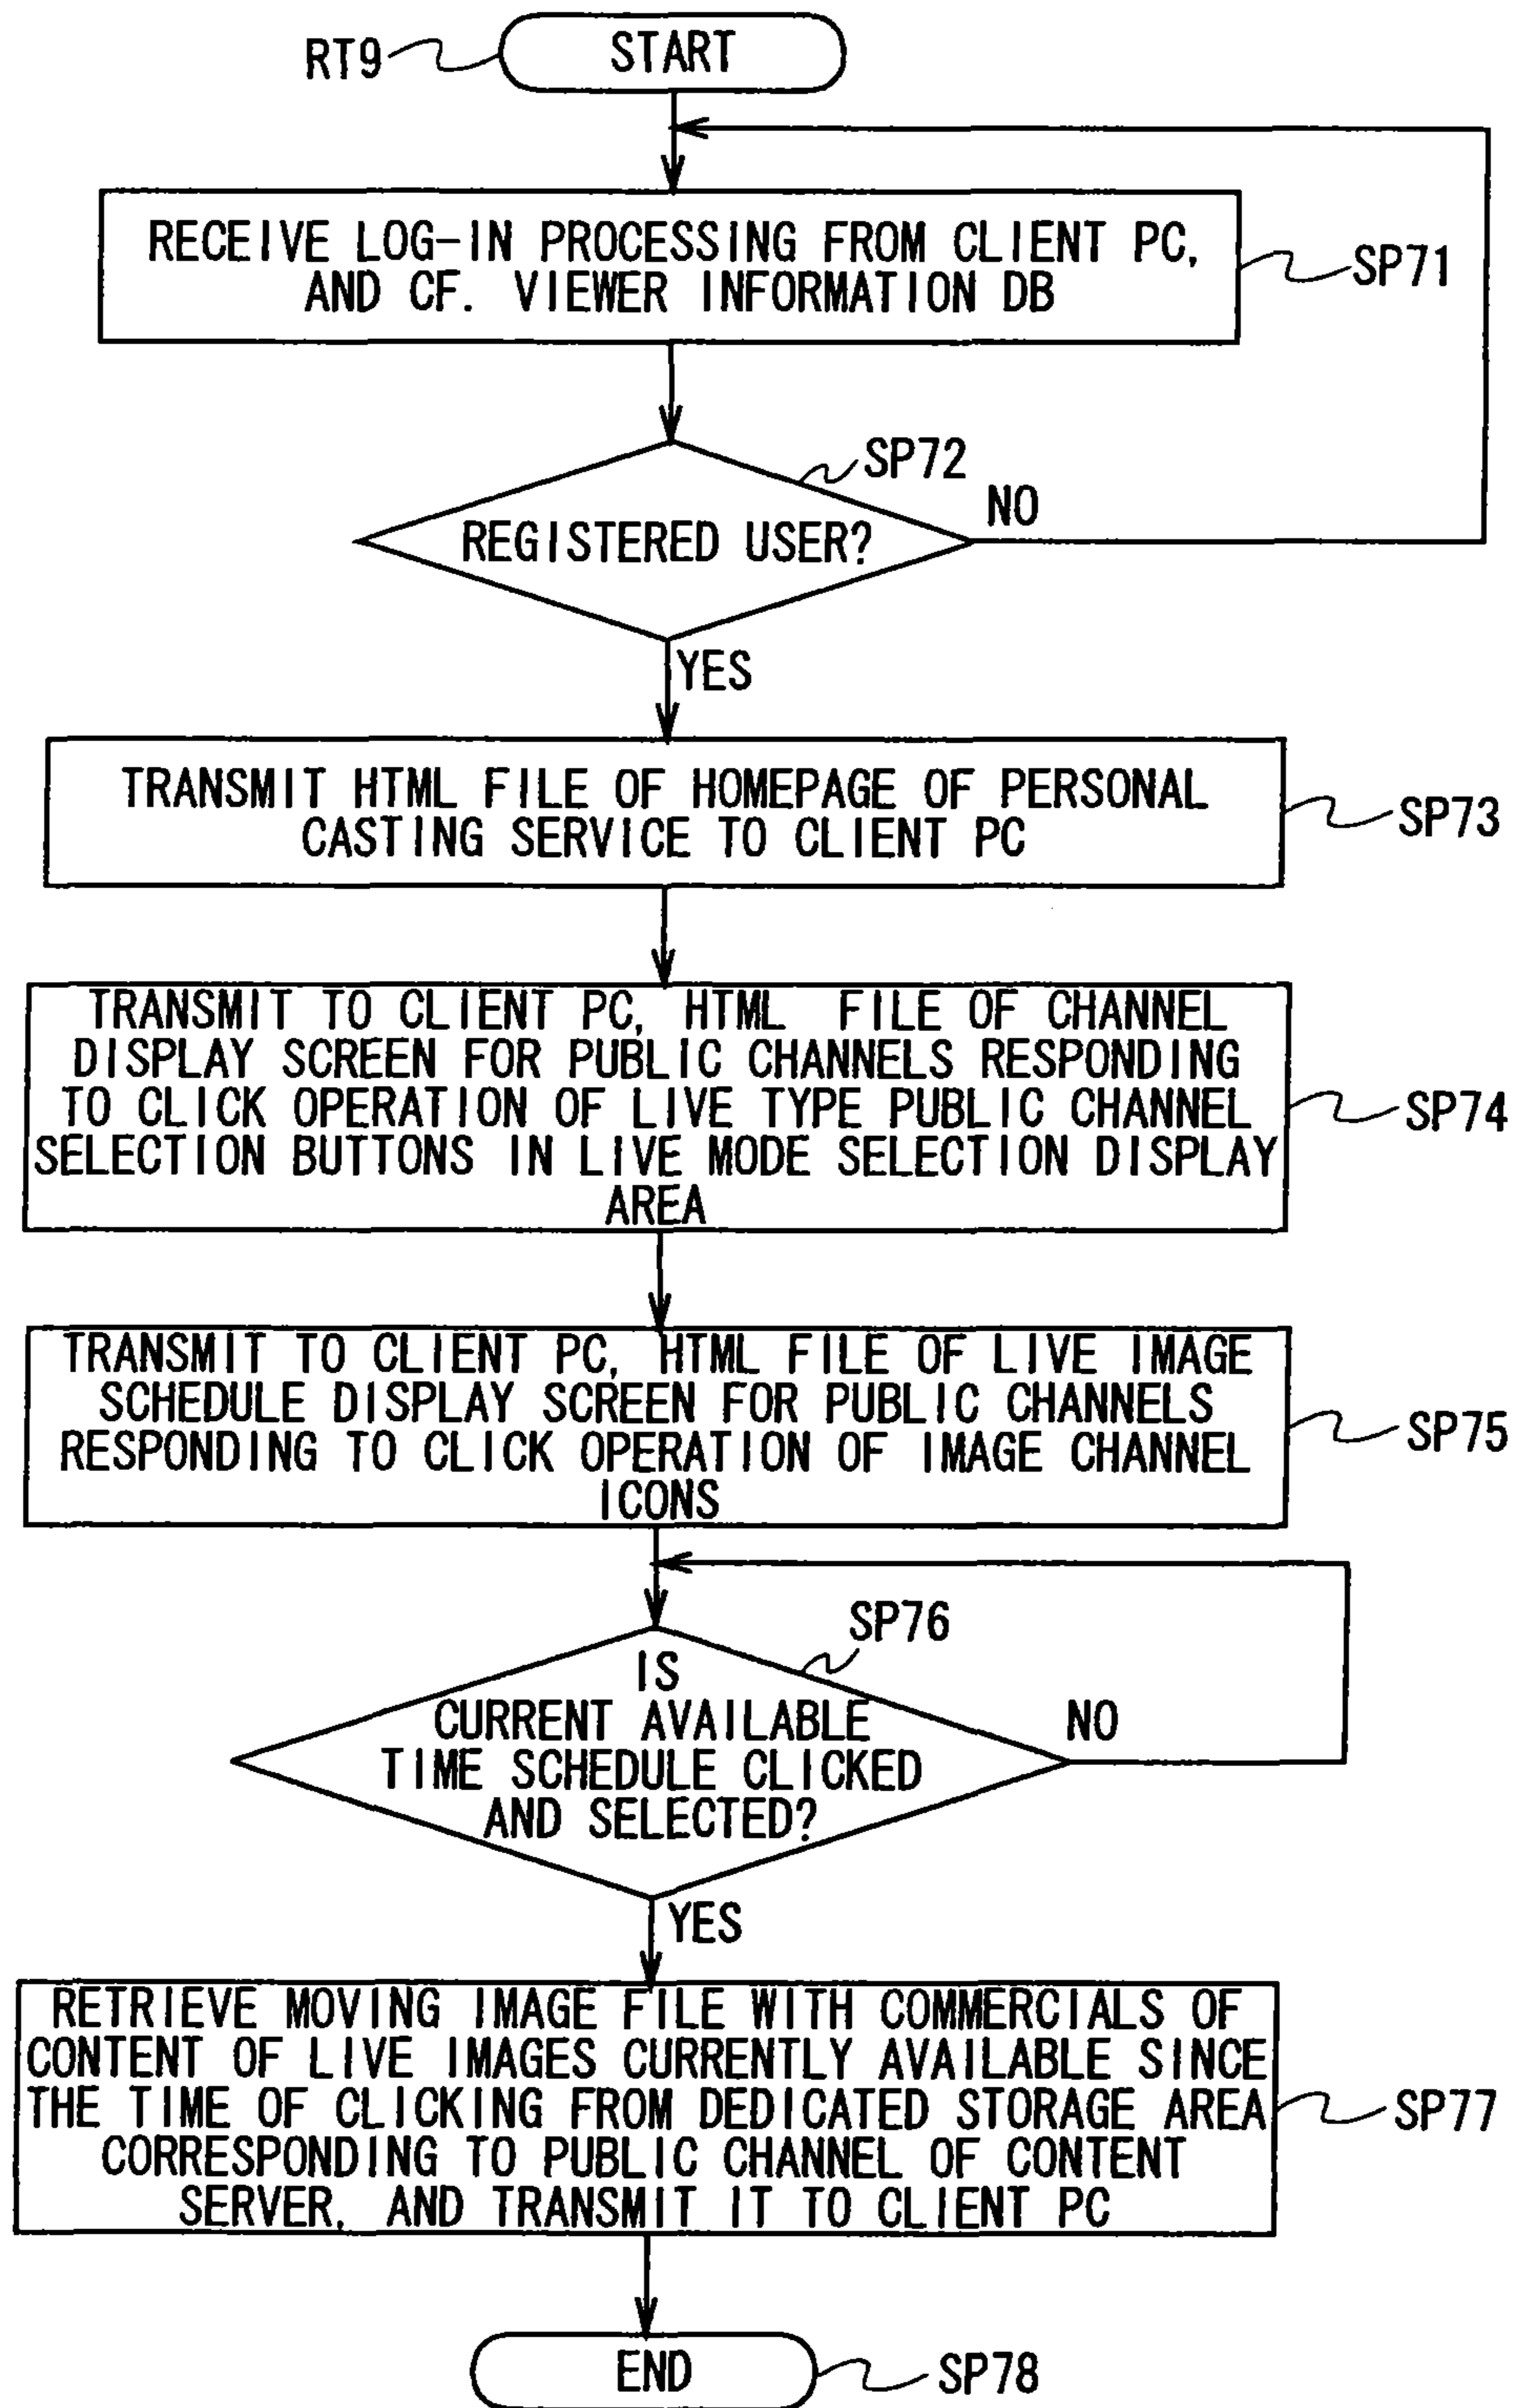 RT9
START
RECEIVE LOG-IN PROCESSING FROM CLIENT PC,
AND CF. VIEWER INFORMATION DB
SP71
SP72
REGISTERED USER?
NO
YES
TRANSMIT HTML FILE OF HOMEPAGE OF PERSONAL
CASTING SERVICE TO CLIENT PC
SP73
TRANSMIT TO CLIENT PC, HTML FILE OF CHANNEL
DISPLAY SCREEN FOR PUBLIC CHANNELS RESPONDING
TO CLICK OPERATION OF LIVE TYPE PUBLIC CHANNEL
SELECTION BUTTONS IN LIVE MODE SELECTION DISPLAY
AREA
SP74
TRANSMIT TO CLIENT PC, HTML FILE OF LIVE IMAGE
SCHEDULE DISPLAY SCREEN FOR PUBLIC CHANNELS
RESPONDING TO CLICK OPERATION OF IMAGE CHANNEL
ICONS
SP75
SP76
IS
CURRENT AVAILABLE
TIME SCHEDULE CLICKED
AND SELECTED?
NO
YES
RETRIEVE MOVING IMAGE FILE WITH COMMERCIALS OF
CONTENT OF LIVE IMAGES CURRENTLY AVAILABLE SINCE
THE TIME OF CLICKING FROM DEDICATED STORAGE AREA
CORRESPONDING TO PUBLIC CHANNEL OF CONTENT
SERVER, AND TRANSMIT IT TO CLIENT PC
SP77
END
SP78